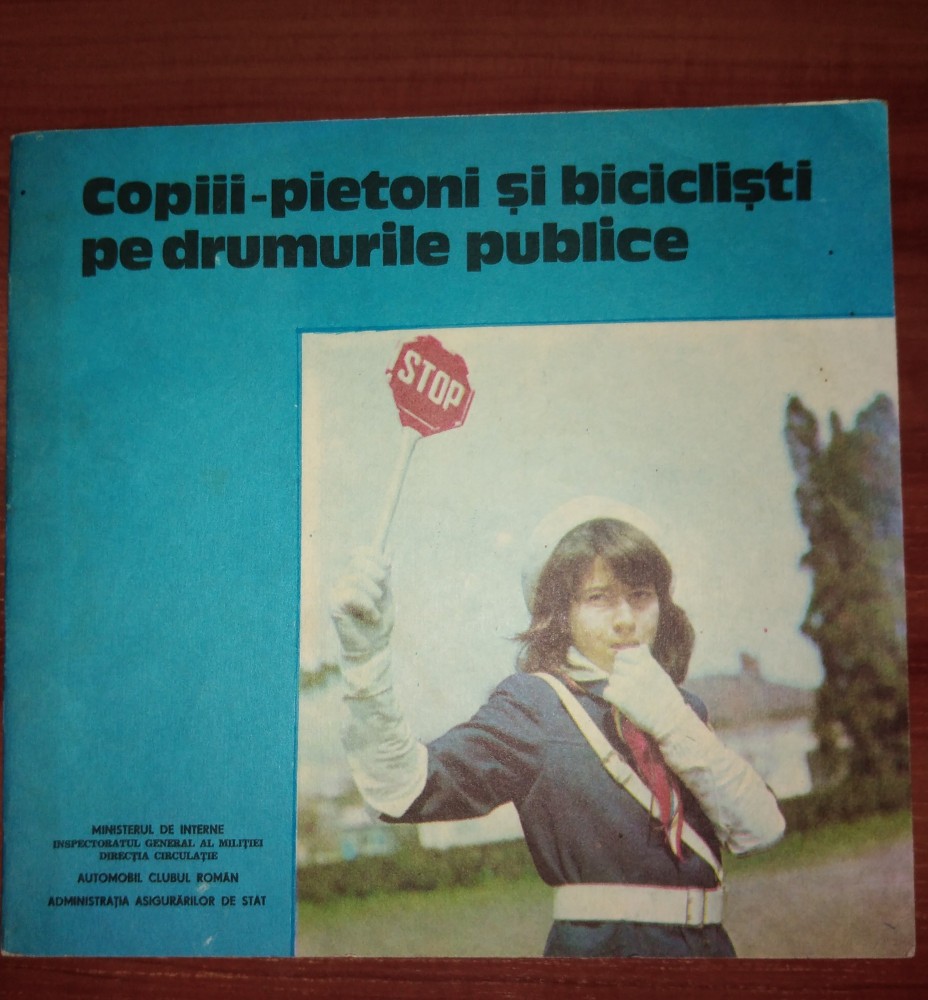 Copiii-pietoni și bicicliști
pe drumurile publice
STOP
MINISTERUL DE INTERNE
INSPECTORATUL GENERAL AL MILIȚIEI
DIRECȚIA CIRCULAȚIE
AUTOMOBIL CLUBUL ROMÂN
ADMINISTRAȚIA ASIGURĂRILOR DE STAT